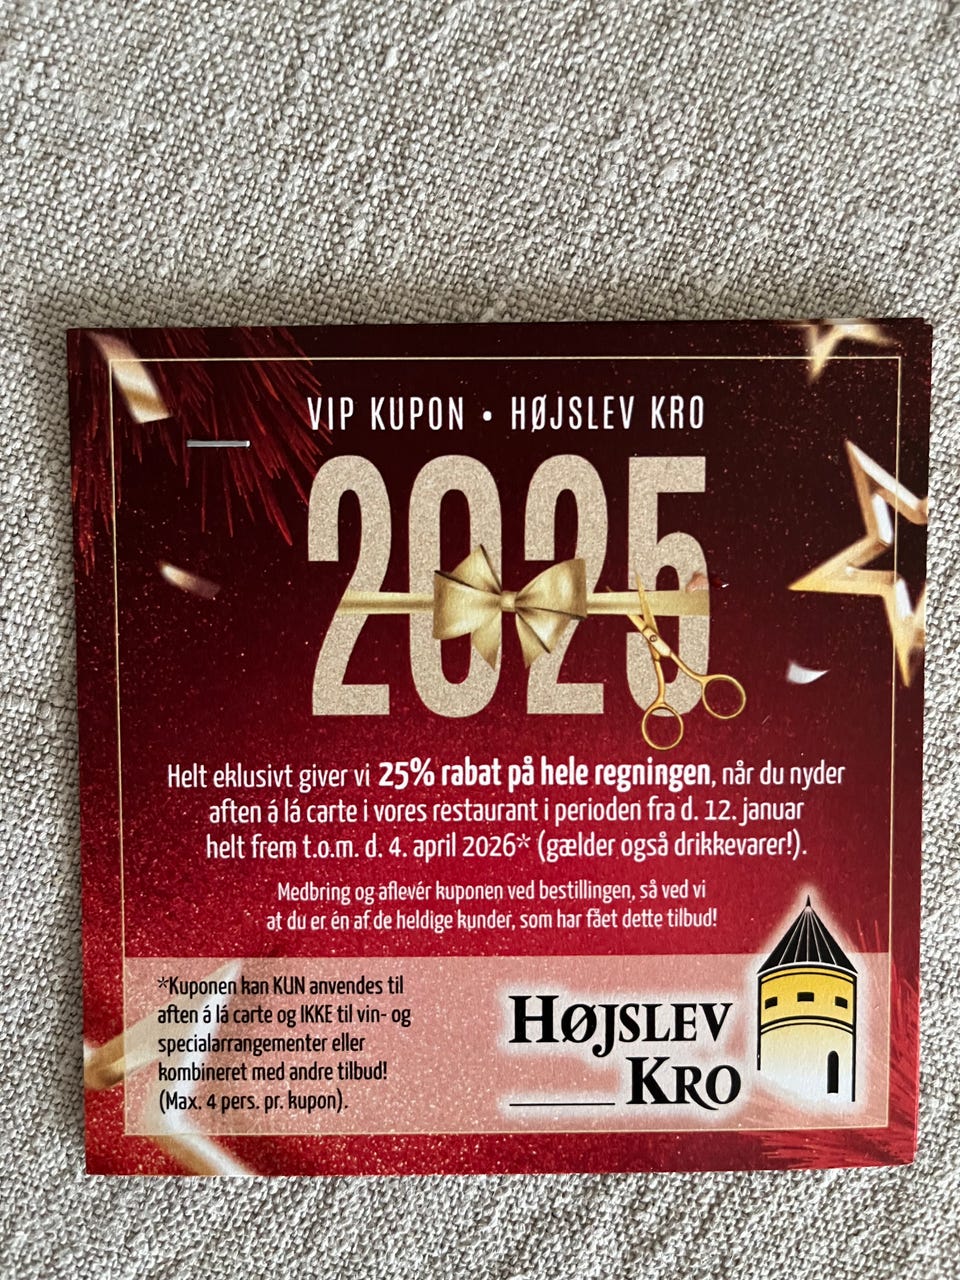 VIP KUPON • HØJSLEV KRO
2025
Helt eklusivt giver vi 25% rabat på hele regningen, når du nyder
aften á lá carte i vores restaurant i perioden fra d. 12. januar
helt frem t.o.m. d. 4. april 2026* (gælder også drikkevarer!).
Medbring og aflevér kuponen ved bestillingen, så ved vi
at du er én af de heldige kunder, som har fået dette tilbud!
*Kuponen kan KUN anvendes til
aften á lá carte og IKKE til vin- og
specialarrangementer eller
kombineret med andre tilbud!
(Max. 4 pers. pr. kupon).
HØJSLEV
KRO